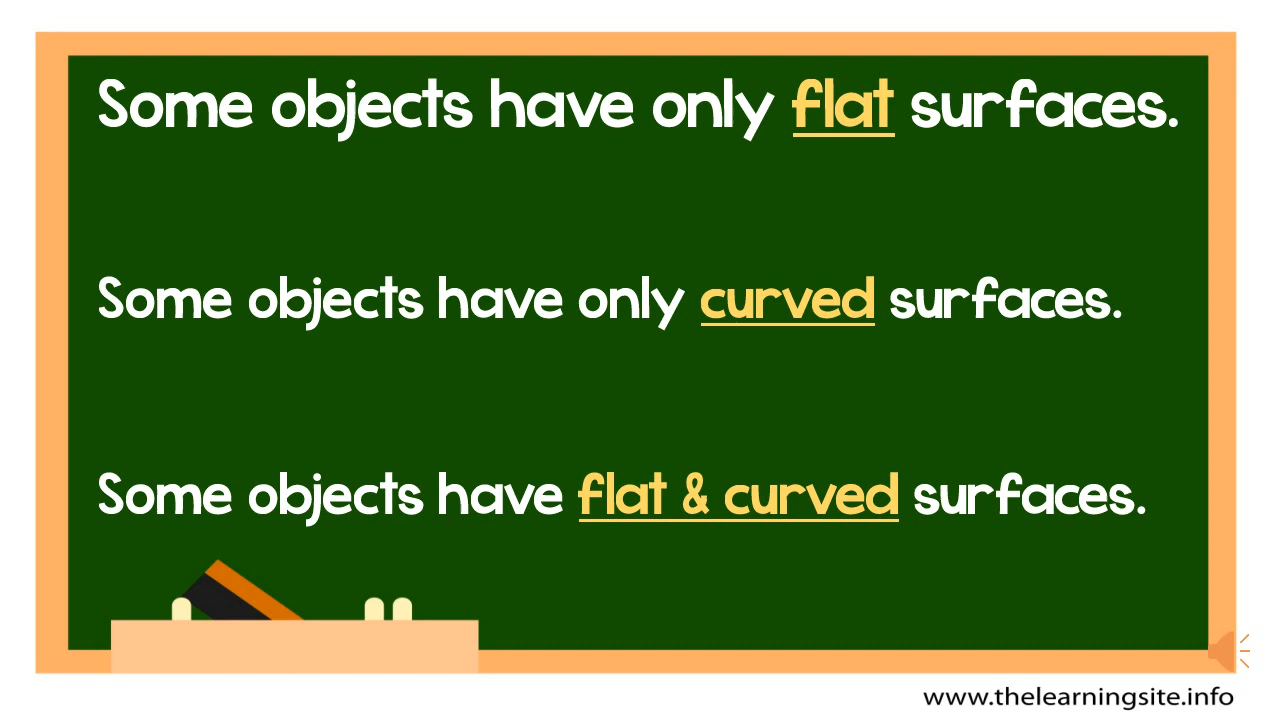 Some objects have only flat surfaces.
Some objects have only curved surfaces.
Some objects have flat & curved surfaces.
www.thelearningsite.info